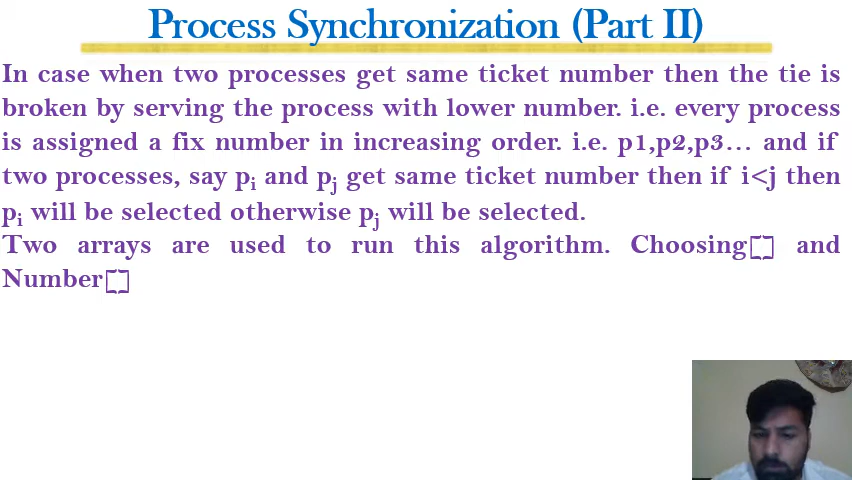 Process Synchronization (Part II)
In case when two processes get same ticket number then the tie is
broken by serving the process with lower number. i.e. every process
is assigned a fix number in increasing order. i.e. p1,p2,p3... and if
two processes, say pi and pj get same ticket number then if i<j then
pi will be selected otherwise pj will be selected.
Two arrays are used to run this algorithm. Choosing[] and
Number[]